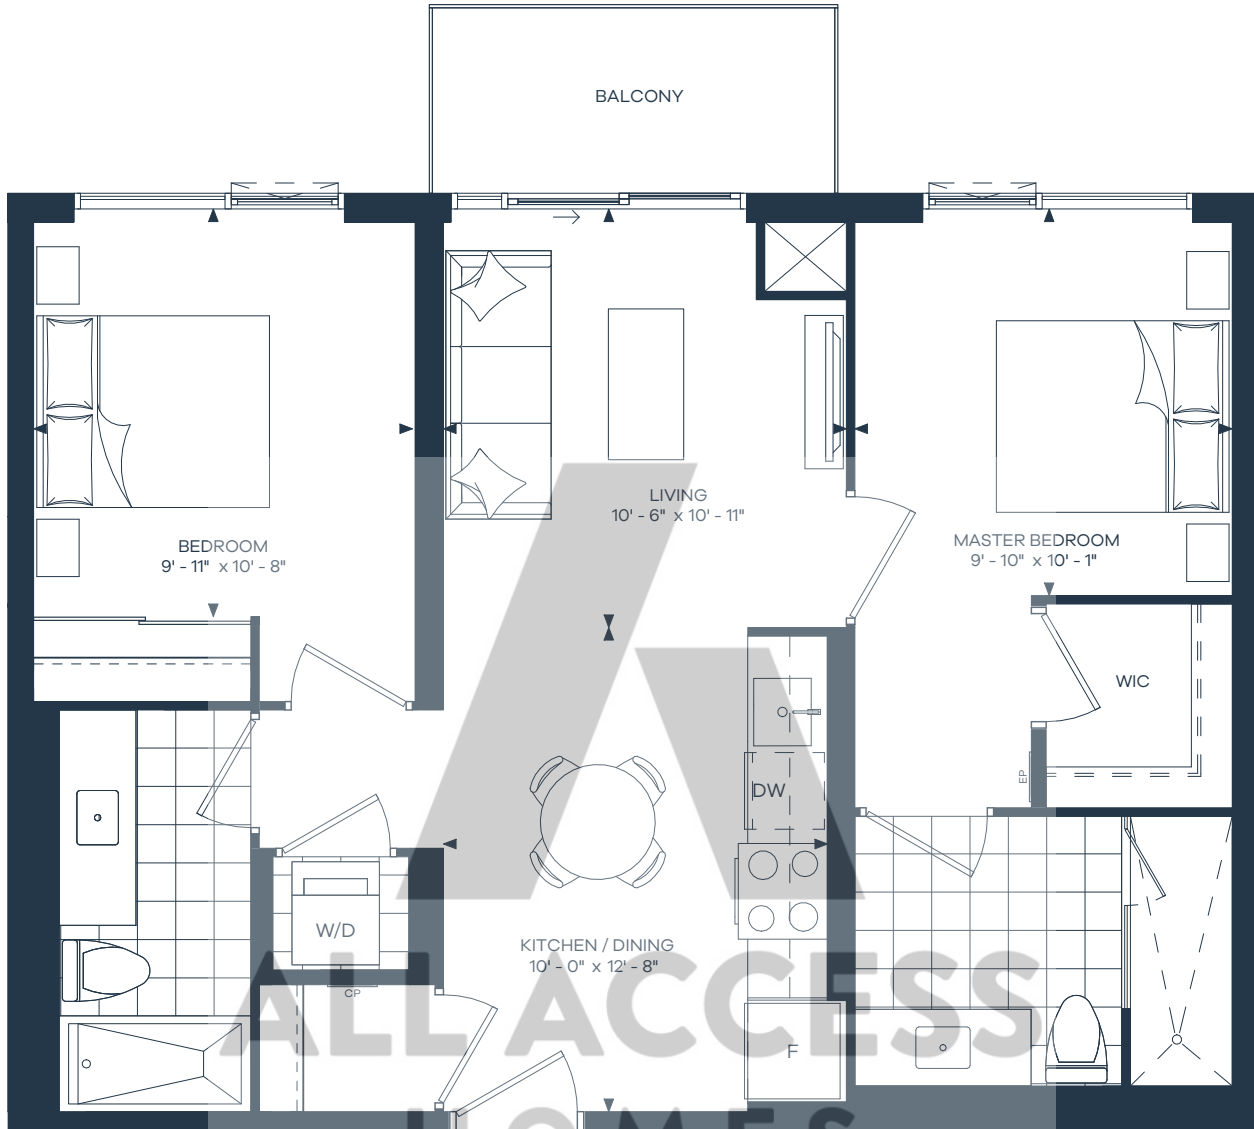 BALCONY
LIVING
10' - 6" x 10' - 11"
BEDROOM
9' - 11" x 10' - 8"
MASTER BEDROOM
9' - 10" x 10' - 1"
WIC
EP
DW
W/D
KITCHEN / DINING
10' - 0" x 12' - 8"
CP
F
ALL ACCESS
HOMES